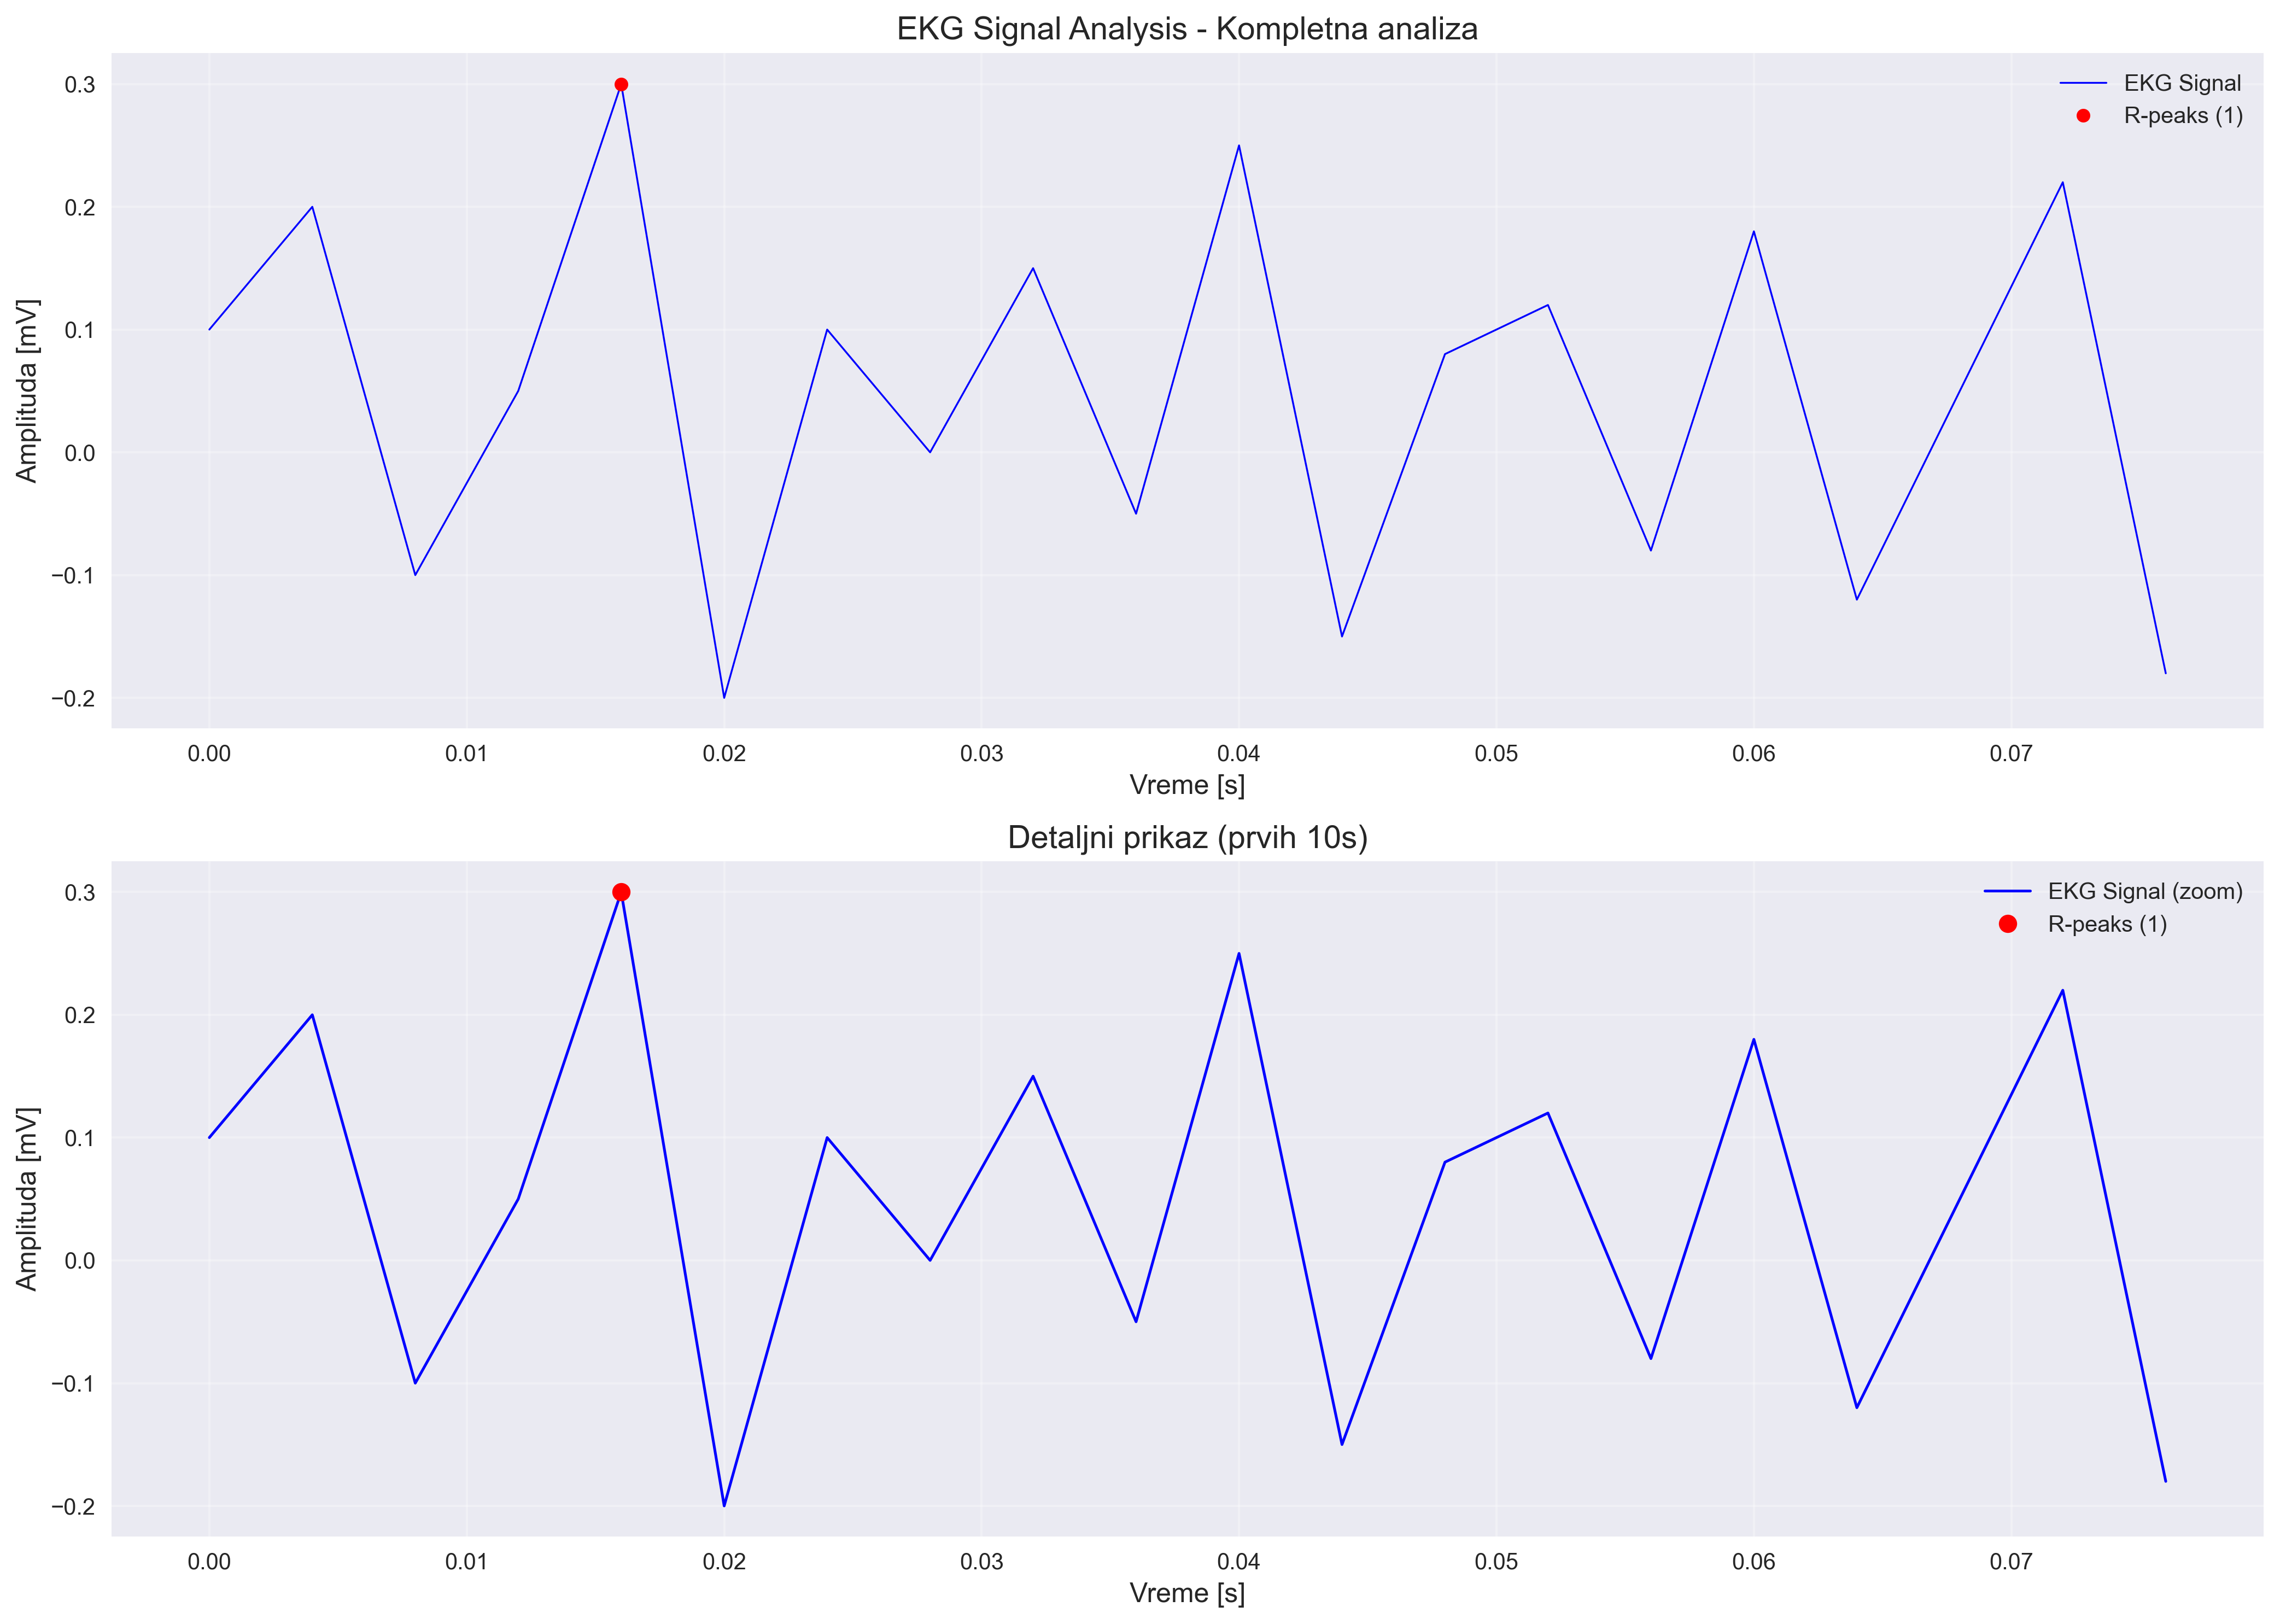 EKG Signal Analysis - Kompletna analiza
EKG Signal
R-peaks (1)
Amplituda [mV]
0.3
0.2
0.1
0.0
−0.1
−0.2
0.00 0.01 0.02 0.03 0.04 0.05 0.06 0.07
Vreme [s]
Detaljni prikaz (prvih 10s)
EKG Signal (zoom)
R-peaks (1)
Amplituda [mV]
0.3
0.2
0.1
0.0
−0.1
−0.2
0.00 0.01 0.02 0.03 0.04 0.05 0.06 0.07
Vreme [s]